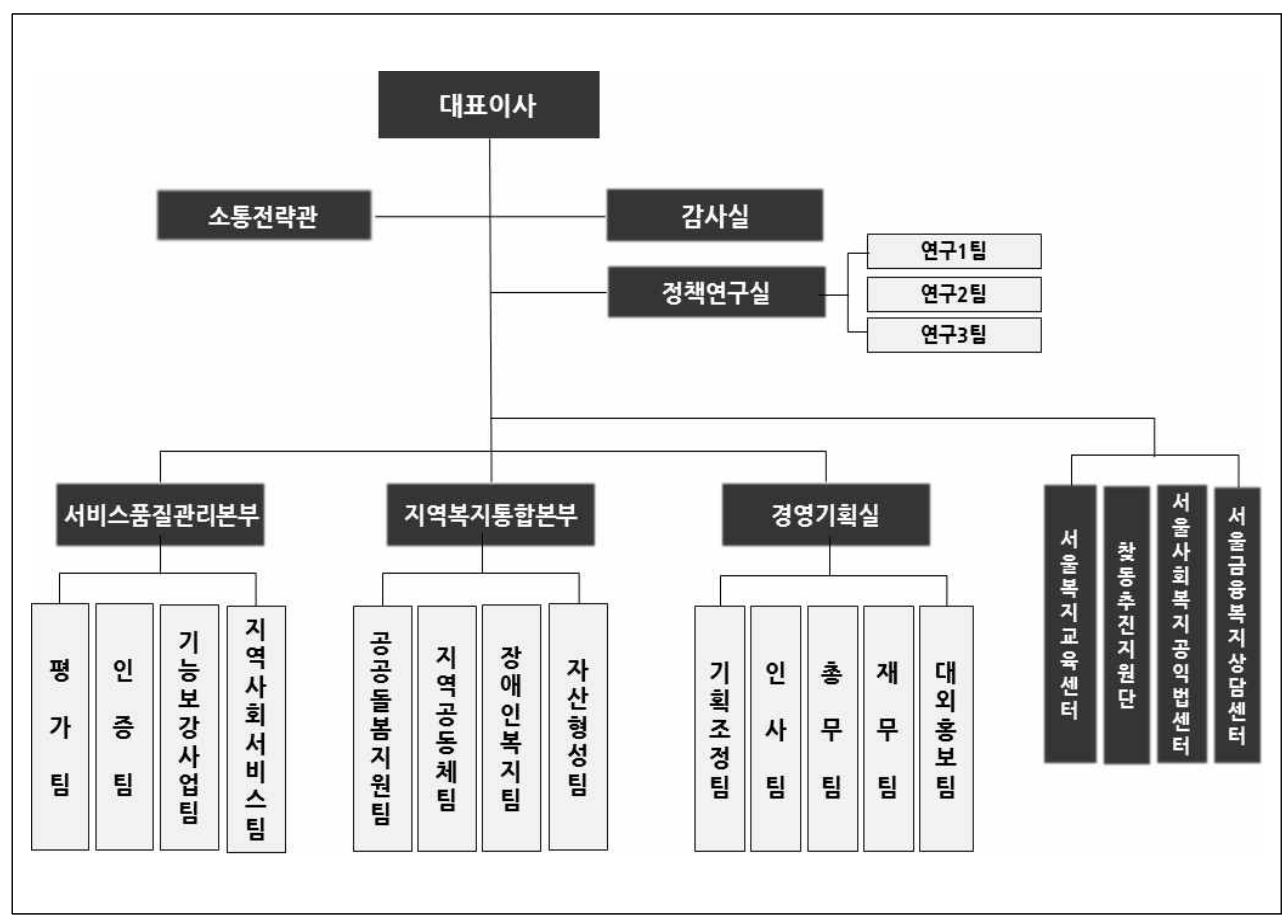 대표이사
소통전략관
감사실
정책연구실
연구1팀
연구2팀
연구3팀
서비스품질관리본부
지역복지통합본부
경영기획실
평가팀
인증팀
기능보강사업팀
지역사회서비스팀
공공돌봄지원팀
지역공동체팀
장애인복지팀
자산형성팀
기획조정팀
인사팀
총무팀
재무팀
대외홍보팀
서울복지교육센터
찾동추진지원단
서울사회복지공익법센터
서울금융복지상담센터